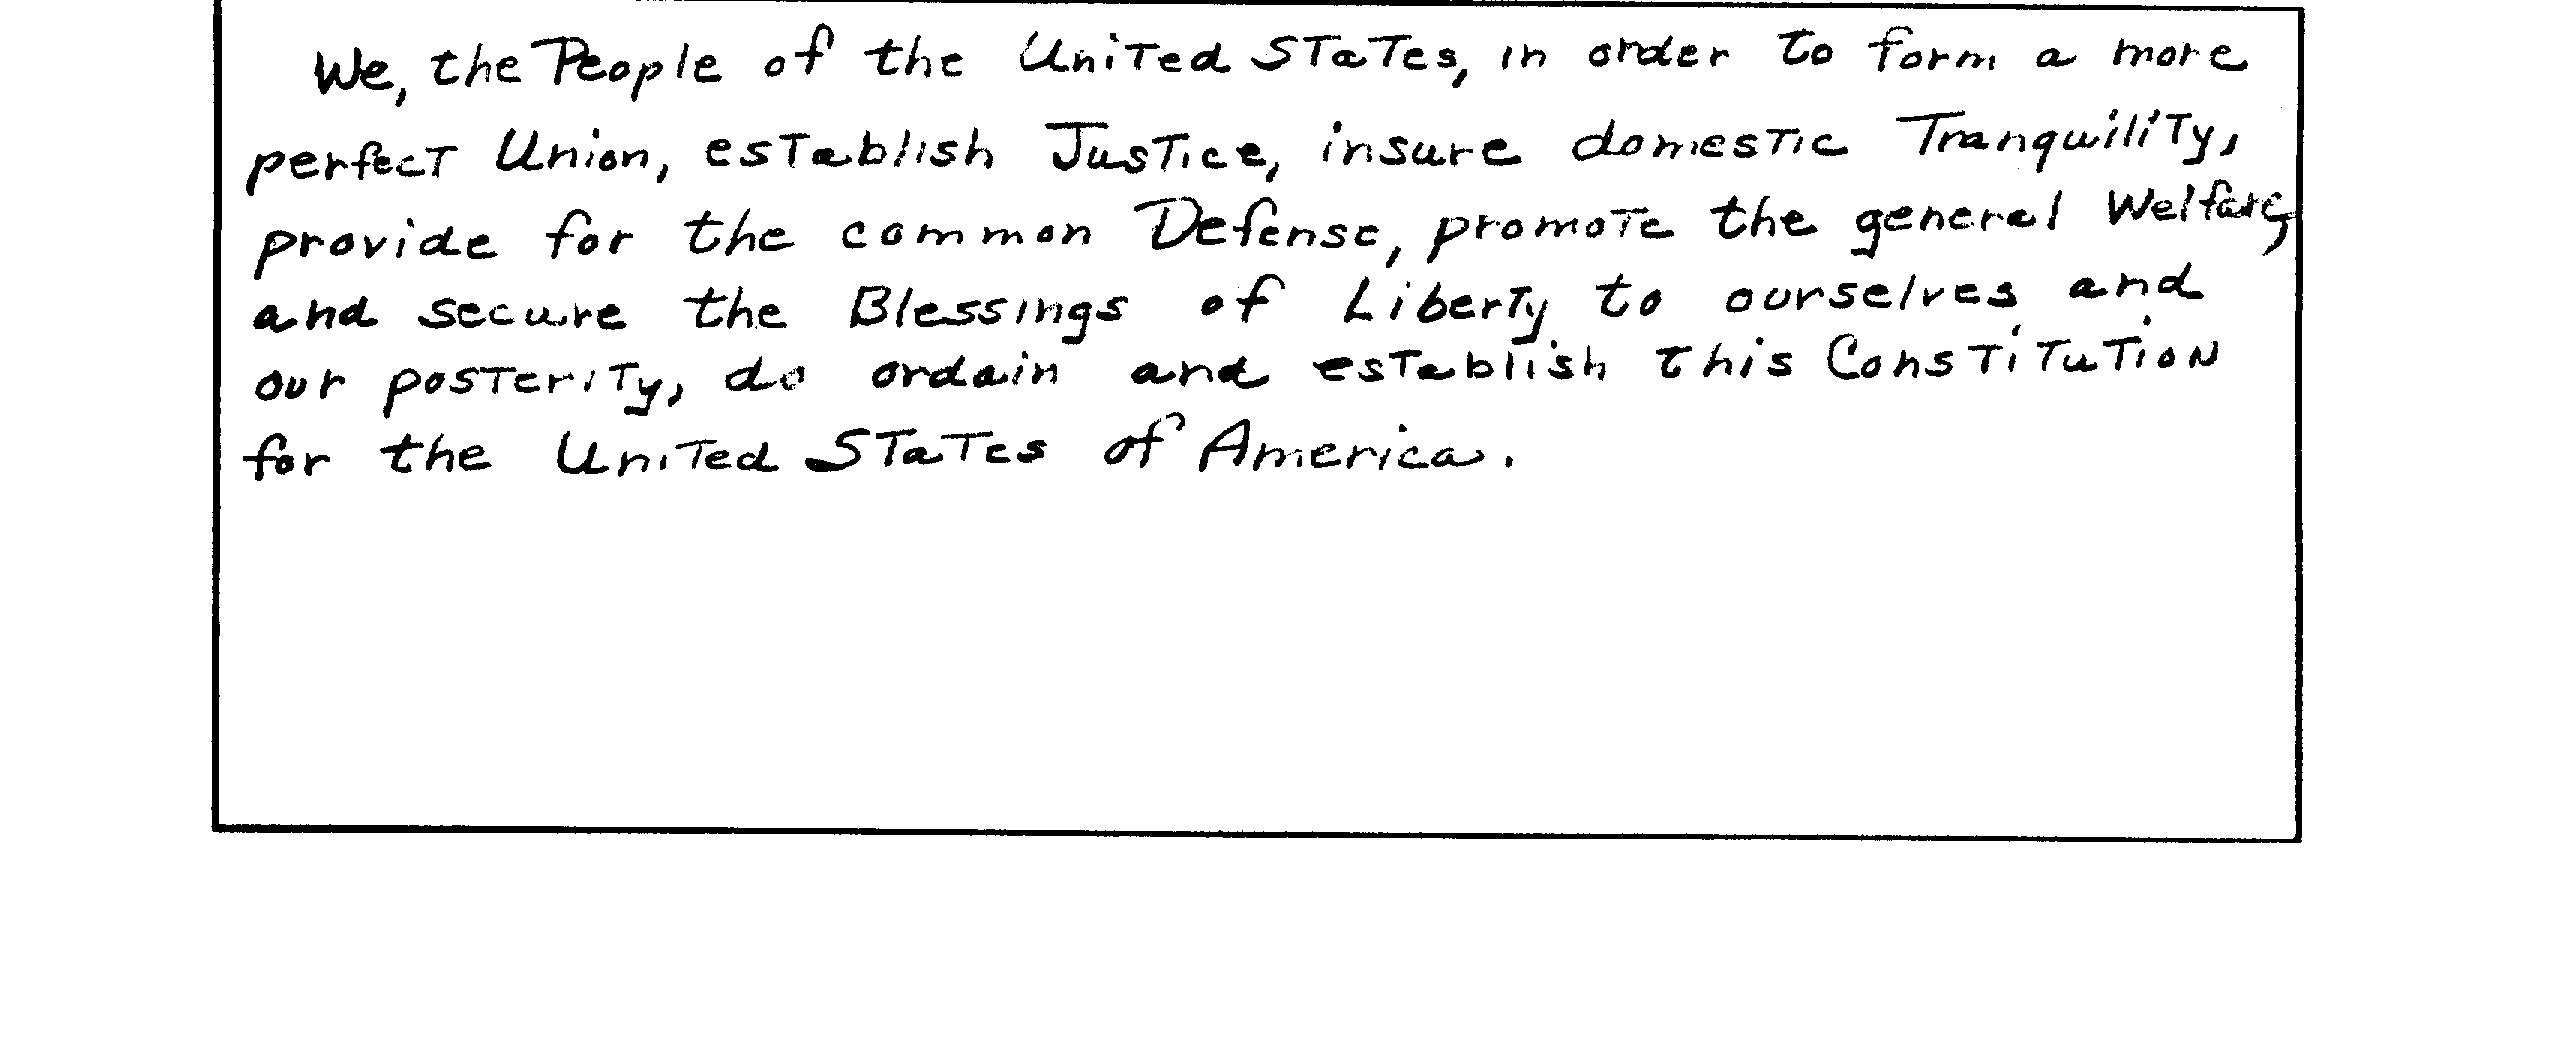 We, the People of the United States, in order to form a more
perfect Union, establish Justice, insure domestic Tranquility,
provide for the common Defense, promote the general Welfare,
and secure the Blessings of Liberty to ourselves and
our posterity, do ordain and establish this Constitution
for the United States of America.